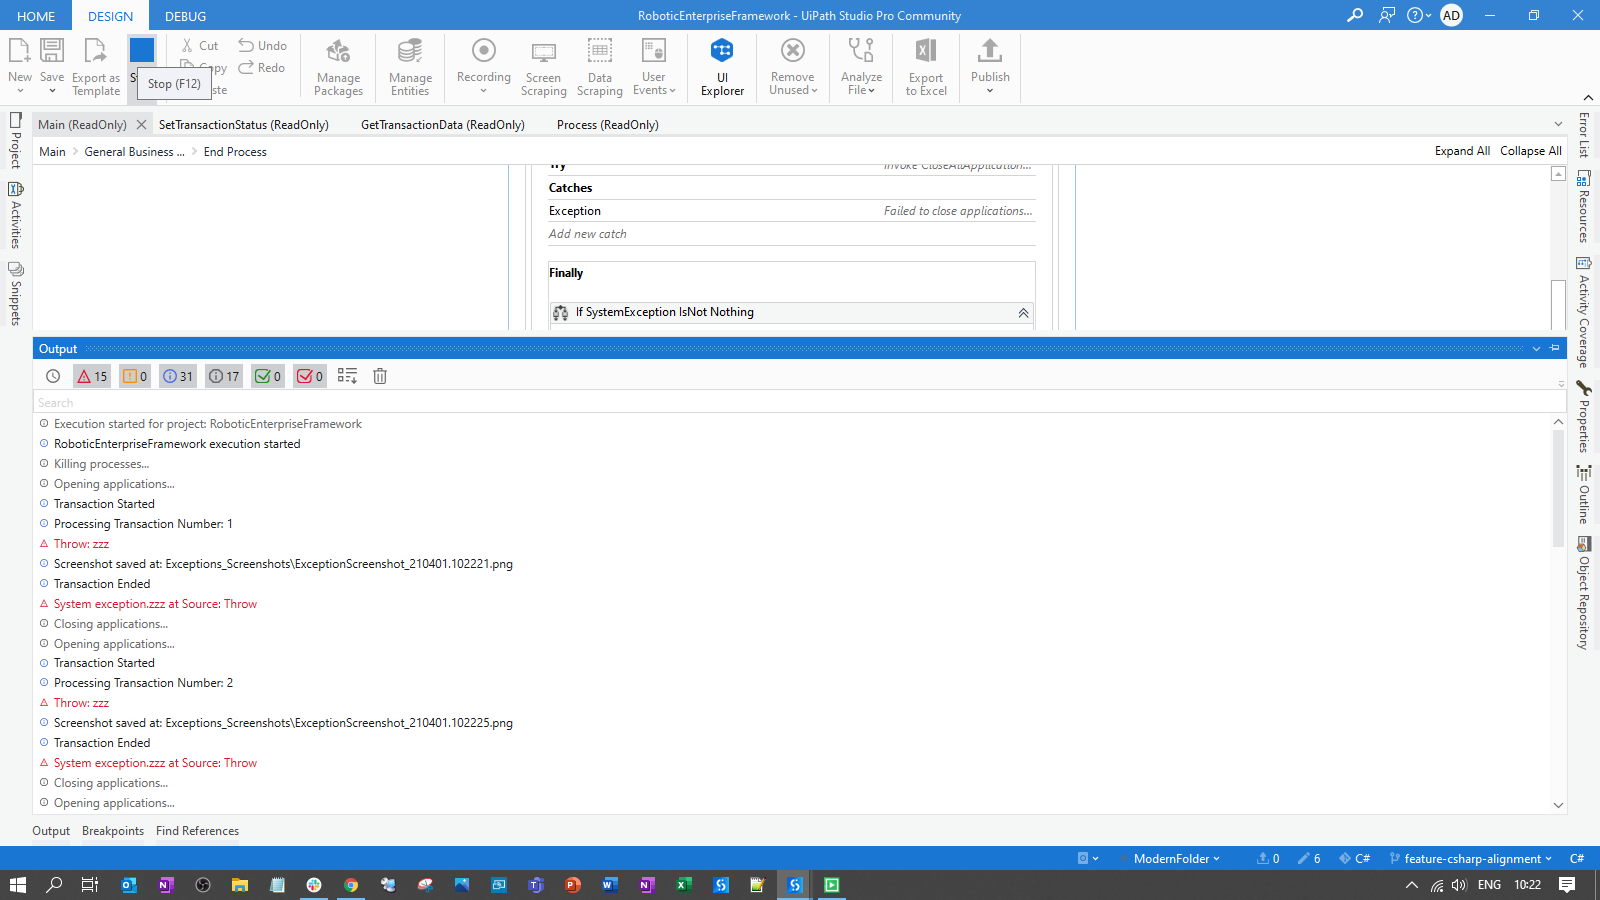 HOME DESIGN DEBUG RoboticEnterpriseFramework - UiPath Studio Pro Community AD
New Save Export as Template
Stop (F12)
Cut Undo
Copy Redo
Manage Packages
Manage Entities
Recording
Screen Scraping
Data Scraping
User Events
UI Explorer
Remove Unused
Analyze File
Export to Excel
Publish
Main (ReadOnly) SetTransactionStatus (ReadOnly) GetTransactionData (ReadOnly) Process (ReadOnly)
Main General Business ... End Process Expand All Collapse All
Try Invoke CloseAllApplication...
Catches
Exception Failed to close applications...
Add new catch
Finally
If SystemException IsNot Nothing
Project
Activities
Snippets
Error List
Resources
Activity Coverage
Properties
Outline
Object Repository
Output
15 0 31 17 0 0
Search
Execution started for project: RoboticEnterpriseFramework
RoboticEnterpriseFramework execution started
Killing processes...
Opening applications...
Transaction Started
Processing Transaction Number: 1
Throw: zzz
Screenshot saved at: Exceptions_Screenshots\ExceptionScreenshot_210401.102221.png
Transaction Ended
System exception.zzz at Source: Throw
Closing applications...
Opening applications...
Transaction Started
Processing Transaction Number: 2
Throw: zzz
Screenshot saved at: Exceptions_Screenshots\ExceptionScreenshot_210401.102225.png
Transaction Ended
System exception.zzz at Source: Throw
Closing applications...
Opening applications...
Output Breakpoints Find References
ModernFolder 0 6 C# feature-csharp-alignment C#
ENG 10:22